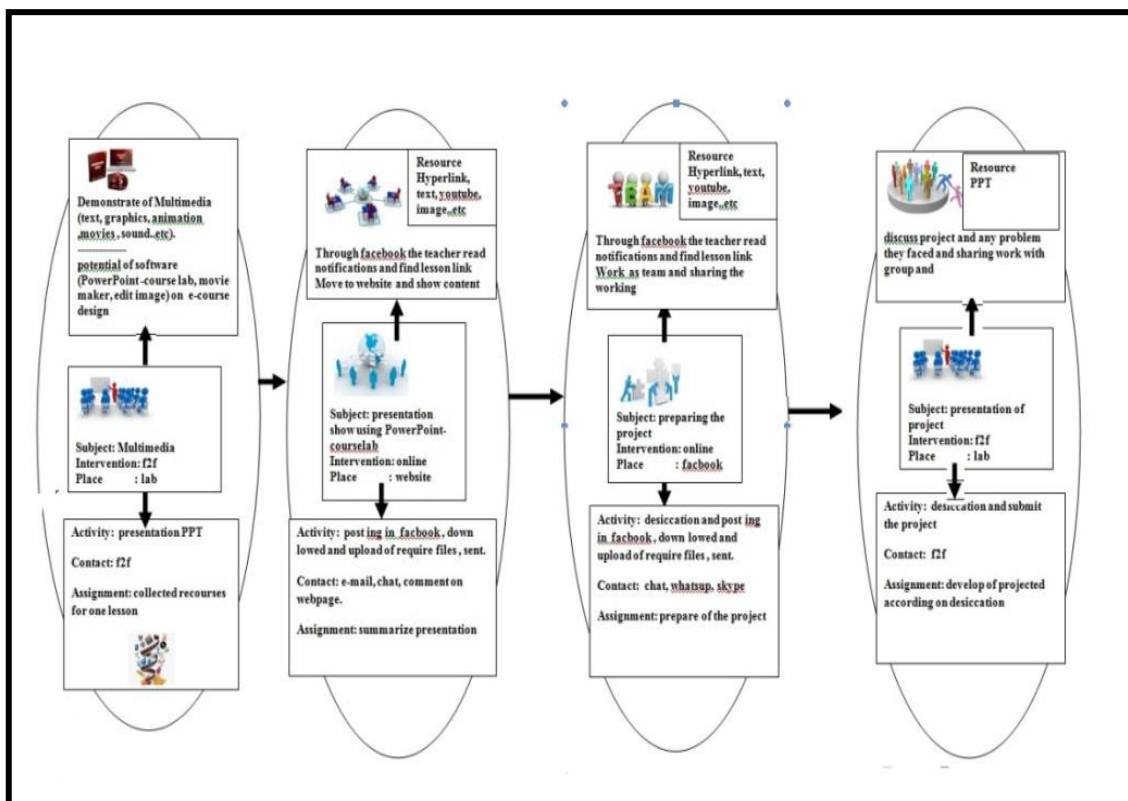 Demonstrate of Multimedia
(text, graphics, animation
,movies , sound..etc).
potential of software
(PowerPoint -course lab, movie
maker, edit image) on e-course
design
Subject: Multimedia
Intervention: f2f
Place : lab
Activity: presentation PPT
Contact: f2f
Assignment: collected recourses
for one lesson
Resource
Hyperlink,
text, youtube,
image..etc
Through facebook the teacher read
notifications and find lesson link
Move to website and show content
Subject: presentation
show using PowerPoint-
courselab
Intervention: online
Place : website
Activity: post ing in facbook , down
lowed and upload of require files , sent.
Contact: e-mail, chat, comment on
webpage.
Assignment: summarize presentation
Resource
Hyperlink, text,
youtube,
image..etc
TEAM
Through facebook the teacher read
notifications and find lesson link
Work as team and sharing the
working
Subject: preparing the
project
Intervention: online
Place : facbook
Activity: desiccation and post ing
in facbook , down lowed and
upload of require files , sent.
Contact: chat, whatsup, skype
Assignment: prepare of the project
Resource
PPT
discuss project and any problem
they faced and sharing work with
group and
Subject: presentation of
project
Intervention: f2f
Place : lab
Activity: desiccation and submit
the project
Contact: f2f
Assignment: develop of projected
according on desiccation